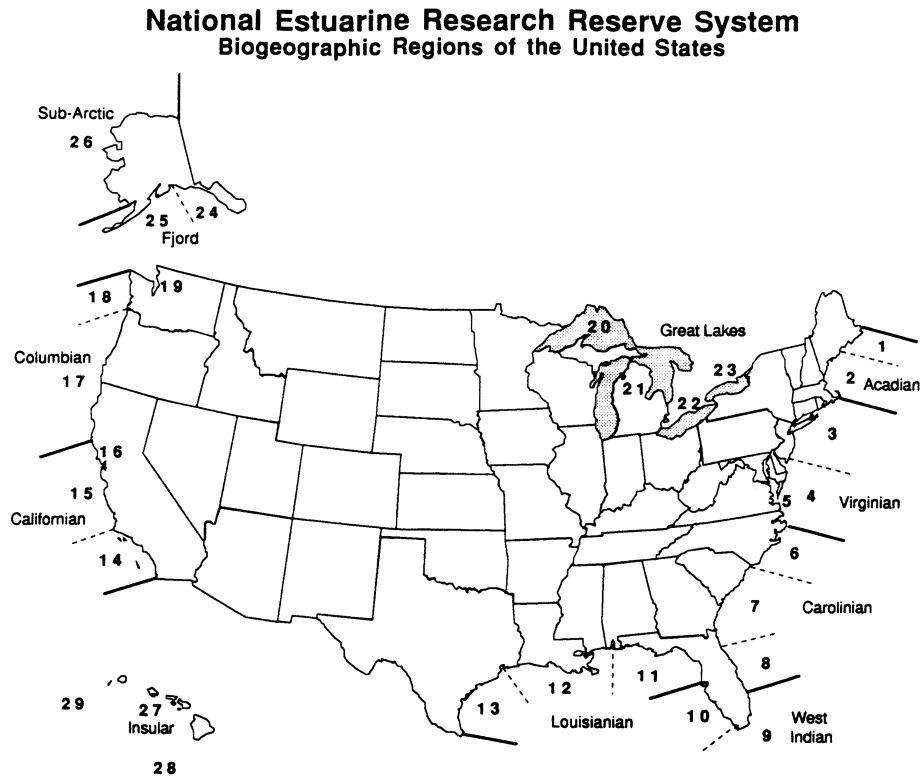 National Estuarine Research Reserve System
Biogeographic Regions of the United States
Sub-Arctic
26
25
24
Fjord
18
19
20
Great Lakes
1
Columbian
17
21
22
23
2
Acadian
3
16
15
Californian
14
5
4
Virginian
6
7
Carolinian
8
29
27
Insular
28
13
12
Louisianian
11
10
9
West
Indian